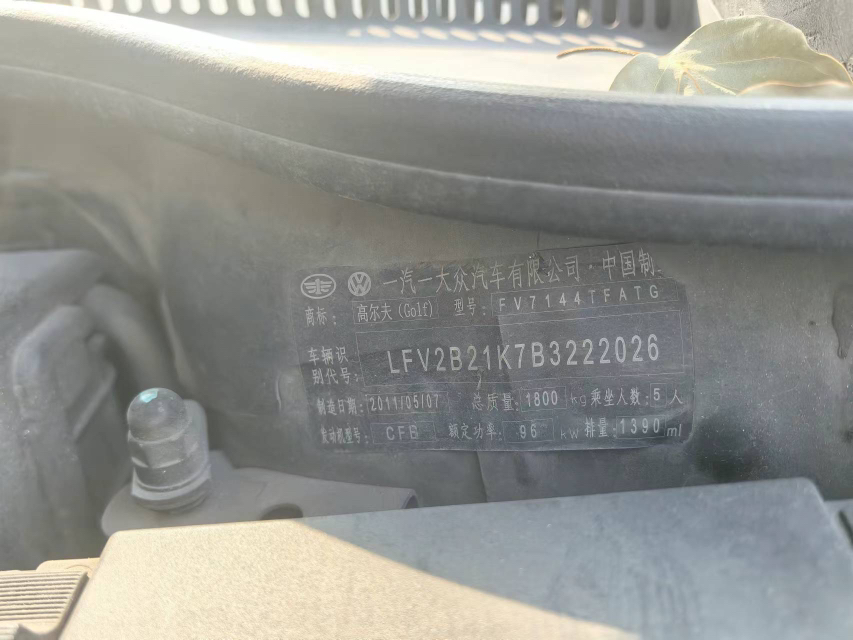 一汽一大众汽车有限公司·中国制
商标: 高尔夫(Golf) 型号: FV7144TFATG
车辆识别代号: LFV2B21K7B3222026
制造日期: 2011/05/07 总质量: 1800 kg 乘坐人数: 5 人
发动机型号: CFB 额定功率: 96 kw 排量: 1390 ml